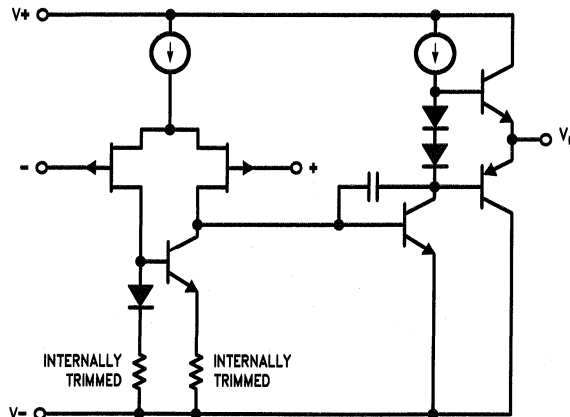 V+
-
+
V
INTERNALLY
TRIMMED
INTERNALLY
TRIMMED
V-